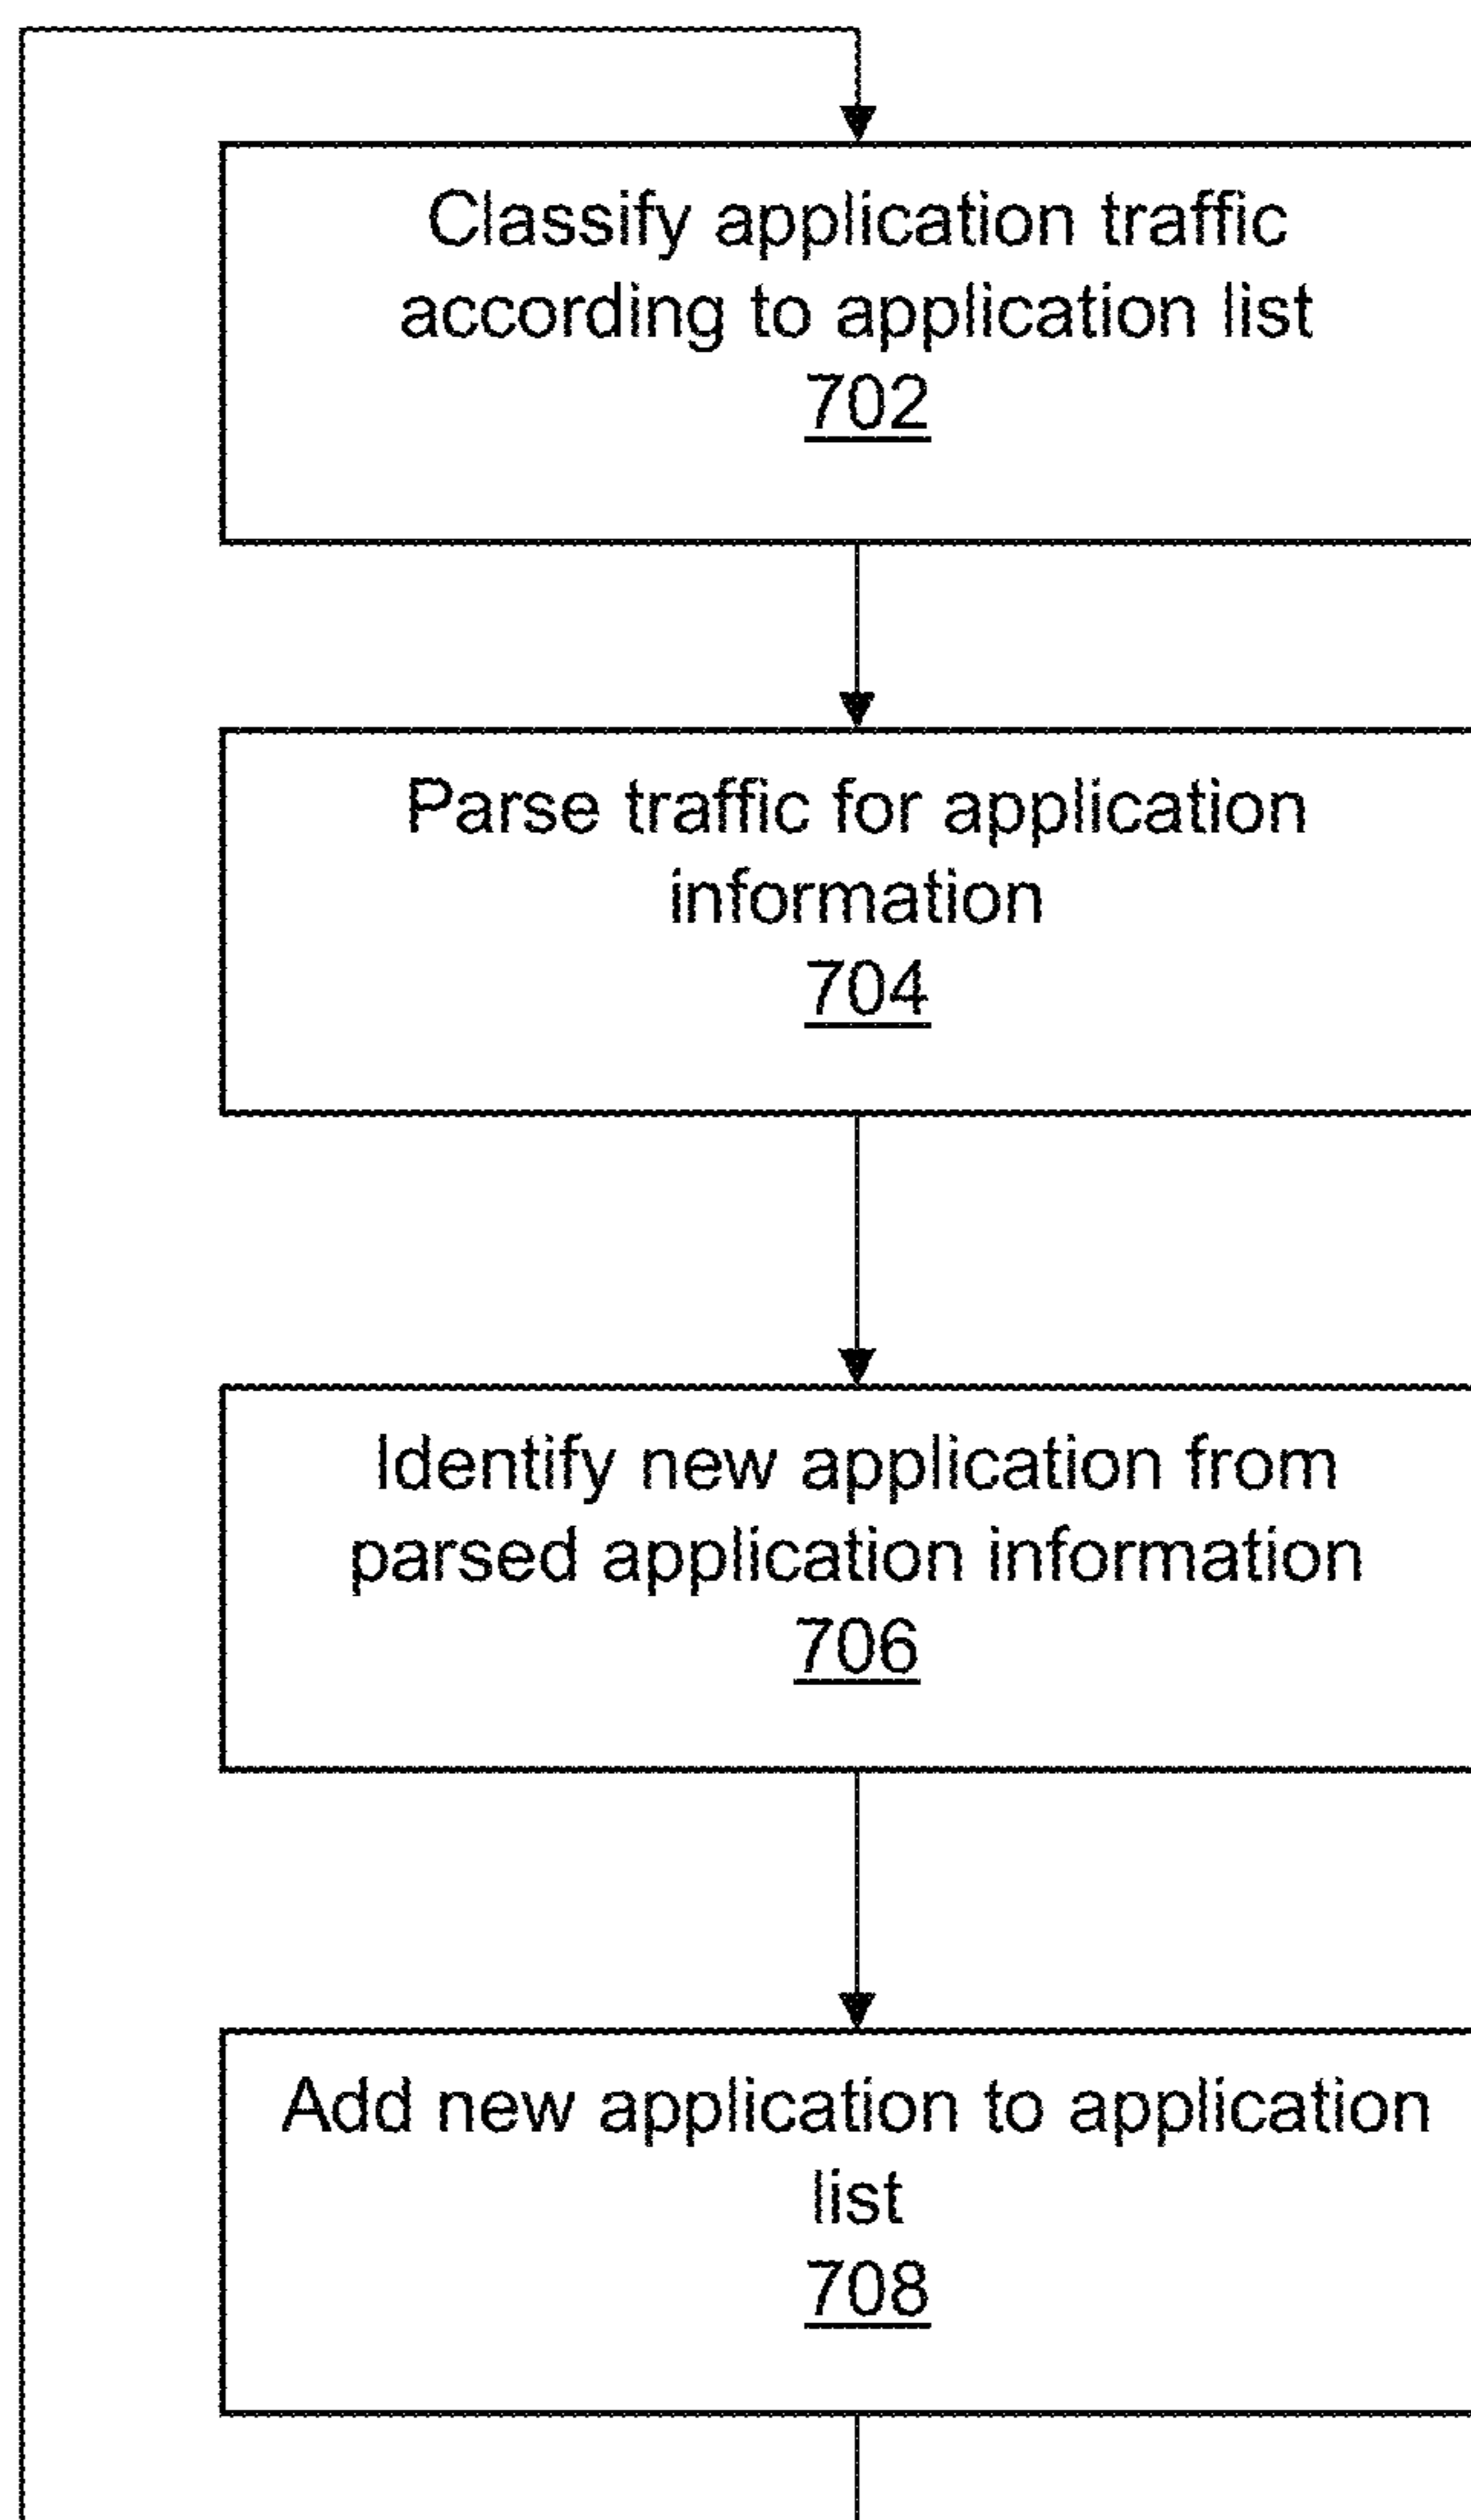 Classify application traffic
according to application list
702
Parse traffic for application
information
704
Identify new application from
parsed application information
706
Add new application to application
list
708